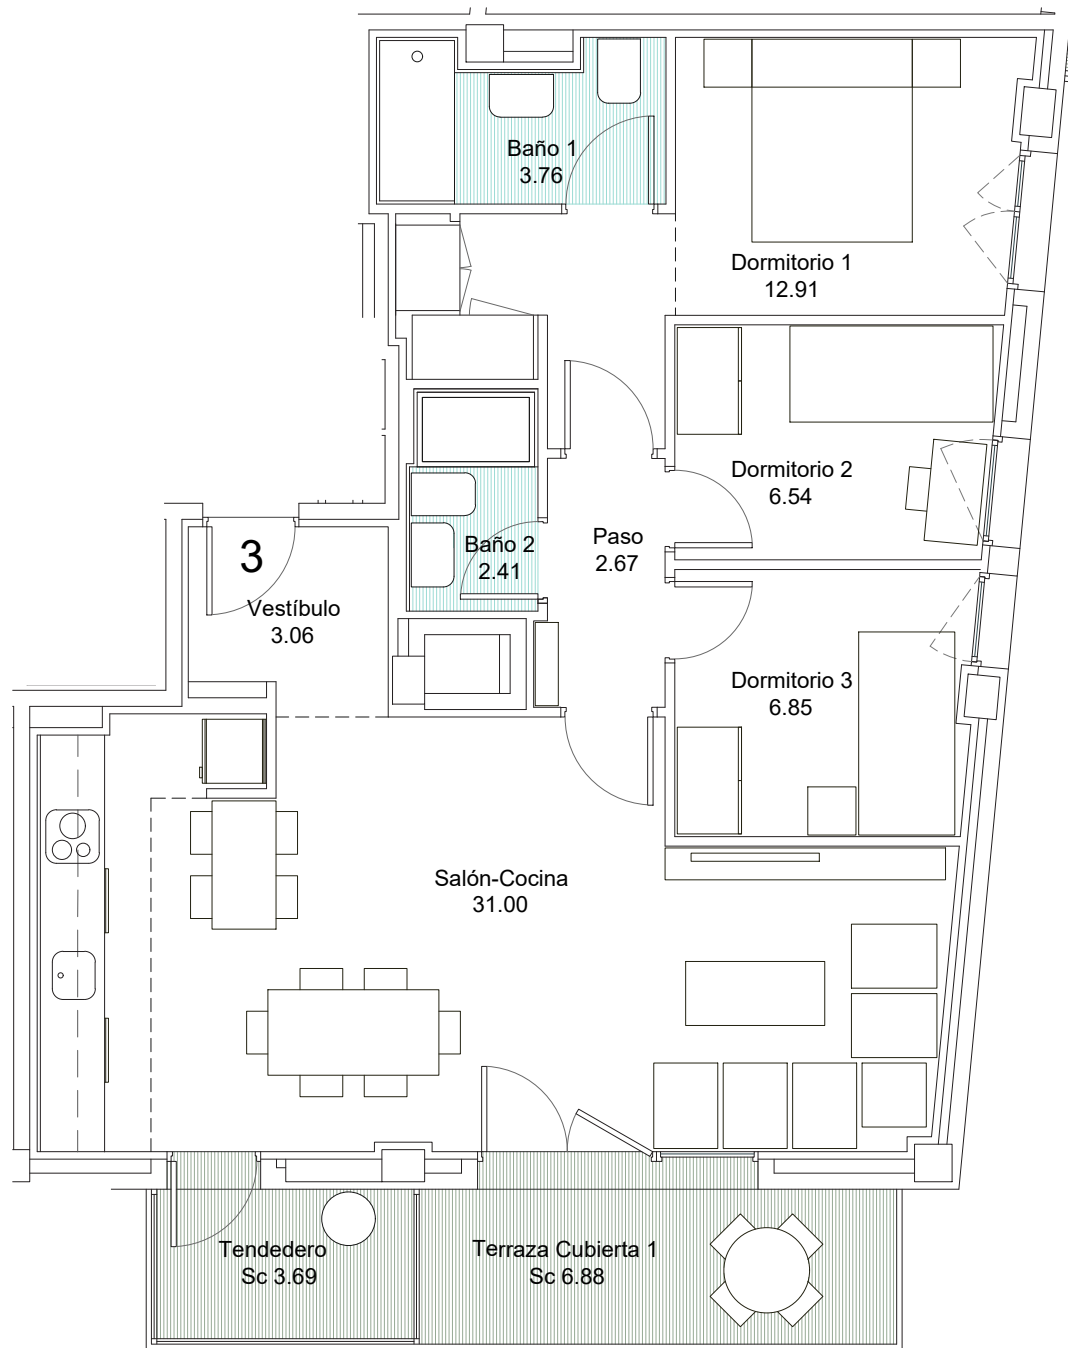 Baño 1
3.76
Dormitorio 1
12.91
Dormitorio 2
6.54
Paso
2.67
Baño 2
2.41
3
Vestíbulo
3.06
Dormitorio 3
6.85
Salón-Cocina
31.00
Tendedero
Sc 3.69
Terraza Cubierta 1
Sc 6.88